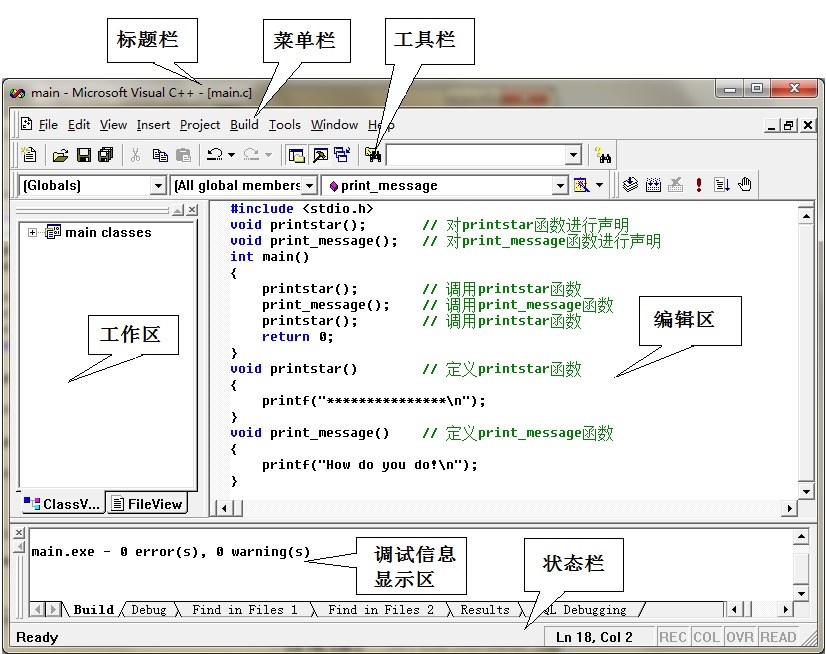 标题栏
菜单栏
工具栏
main - Microsoft Visual C++ - [main.c]
File Edit View Insert Project Build Tools Window Help
(Globals) (All global members print_message
main classes
#include <stdio.h>
void printstar(); // 对printstar函数进行声明
void print_message(); // 对print_message函数进行声明
int main()
{
printstar(); // 调用printstar函数
print_message(); // 调用print_message函数
printstar(); // 调用printstar函数
return 0;
}
void printstar() // 定义printstar函数
{
printf("***************\n");
}
void print_message() // 定义print_message函数
{
printf("How do you do!\n");
}
工作区
编辑区
ClassV... FileView
main.exe - 0 error(s), 0 warning(s)
调试信息
显示区
状态栏
Build Debug Find in Files 1 Find in Files 2 Results SQL Debugging
Ready Ln 18, Col 2 REC COL OVR READ